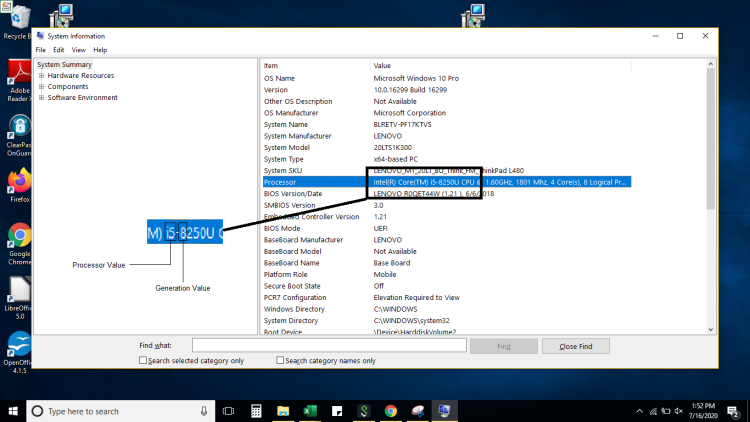 Recycle B
Adobe
Reader X
ClearPas
OnGuard
Firefox
Google
Chrome
LibreOffic
5.0
OpenOffic
4.1.5
System Information
File Edit View Help
System Summary
Hardware Resources
Components
Software Environment
Item Value
OS Name Microsoft Windows 10 Pro
Version 10.0.16299 Build 16299
Other OS Description Not Available
OS Manufacturer Microsoft Corporation
System Name BLRETV-PF17KTVS
System Manufacturer LENOVO
System Model 20LTS1K300
System Type x64-based PC
System SKU LENOVO_MT_20LT_BU_Think_FM_ThinkPad L480
Processor Intel(R) Core(TM) i5-8250U CPU @ 1.60GHz, 1801 Mhz, 4 Core(s), 8 Logical Pr...
BIOS Version/Date LENOVO R0QET44W (1.21 ), 6/6/2018
SMBIOS Version 3.0
Embedded Controller Version 1.21
BIOS Mode UEFI
BaseBoard Manufacturer LENOVO
BaseBoard Model Not Available
BaseBoard Name Base Board
Platform Role Mobile
Secure Boot State Off
PCR7 Configuration Elevation Required to View
Windows Directory C:\WINDOWS
System Directory C:\WINDOWS\system32
Boot Device \Device\HarddiskVolume2
M) i5-8250U C
Processor Value
Generation Value
Find what: Find Close Find
Search selected category only Search category names only
Type here to search
1:52 PM
7/16/2020
(2)